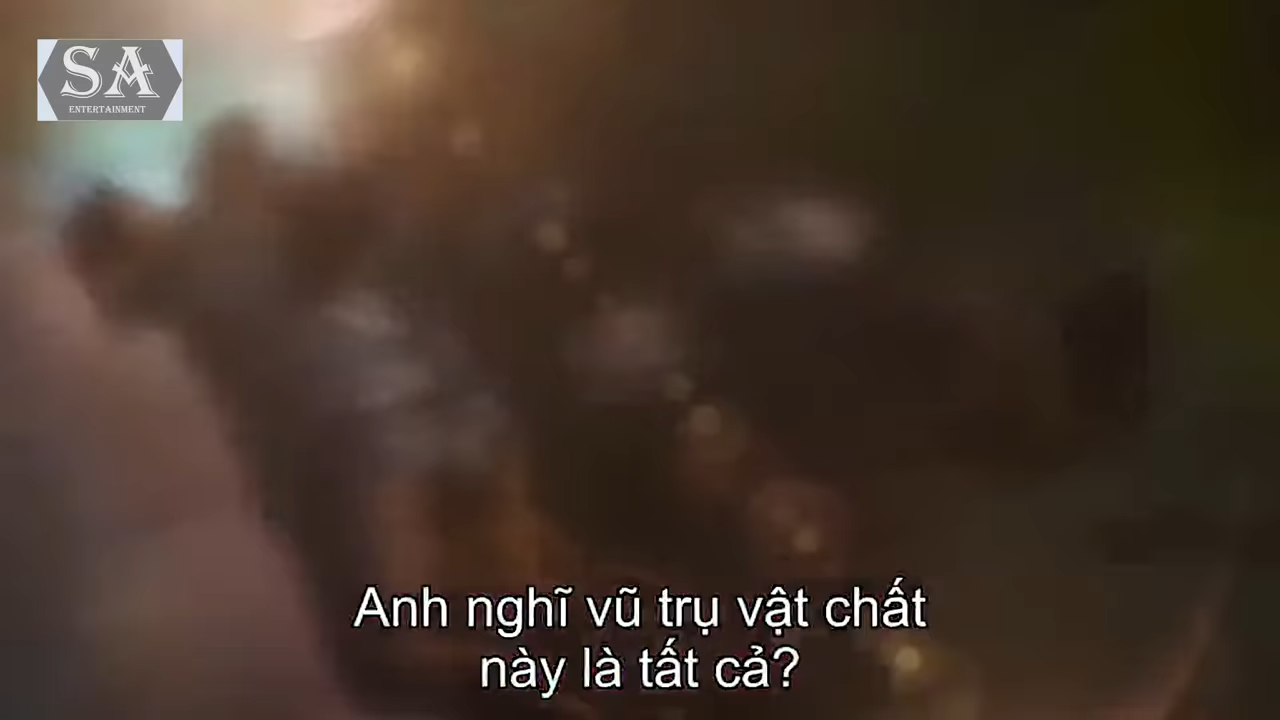 SA
ENTERTAINMENT
Anh nghĩ vũ trụ vật chất
này là tất cả?